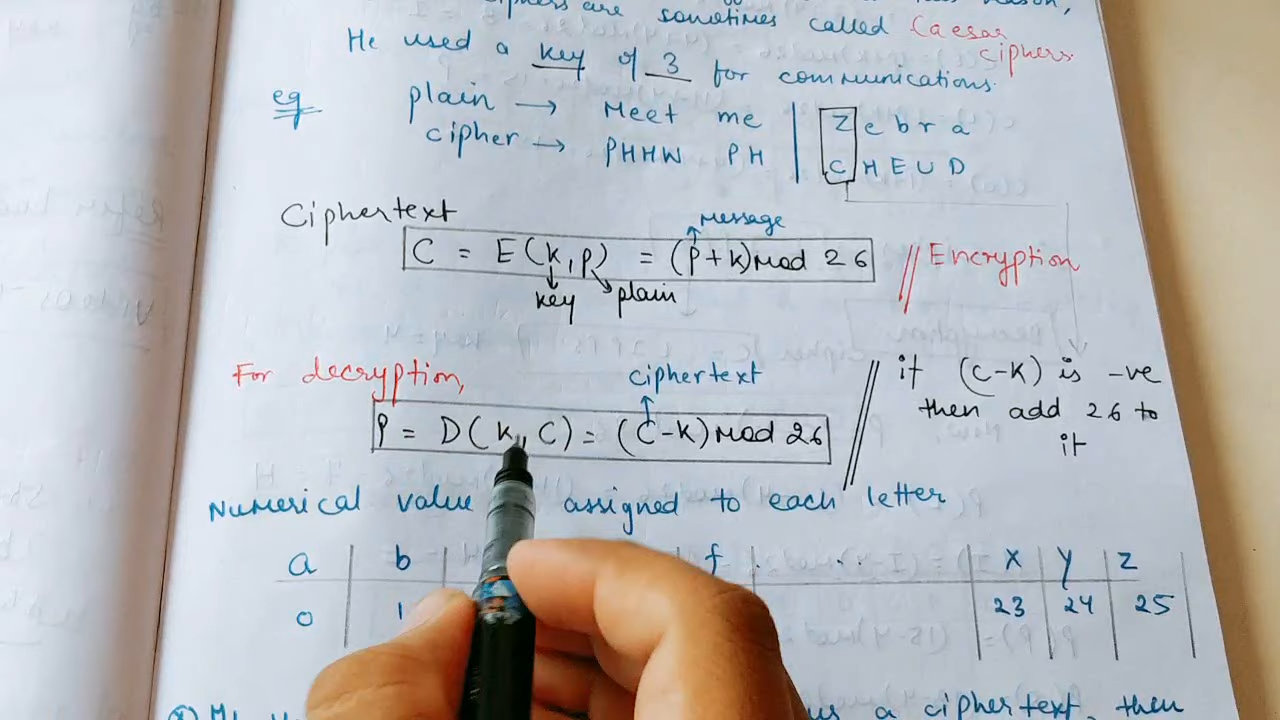 ciphers are sometimes called Caesar ciphers.
He used a key of 3 for communications.
eg plain → Meet me | Zebra
cipher → PHHW PH | CHEUD
Ciphertext
message
C = E(k,p) = (p+k)mod 26 // Encryption
key plain
For decryption,
ciphertext
P = D(k,C) = (C-K)mod 26
// if (C-K) is -ve
then add 26 to
it
Numerical value assigned to each letter
a b f . . . x y z
0 1 23 24 25
a ciphertext, then